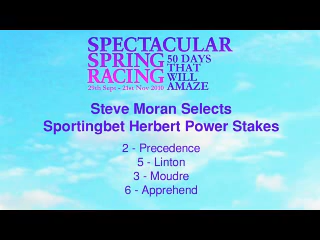 SPECTACULAR
SPRING
RACING
50 DAYS
THAT
WILL
AMAZE
25th Sept - 21st Nov 2010
Steve Moran Selects
Sportingbet Herbert Power Stakes
2 - Precedence
5 - Linton
3 - Moudre
6 - Apprehend